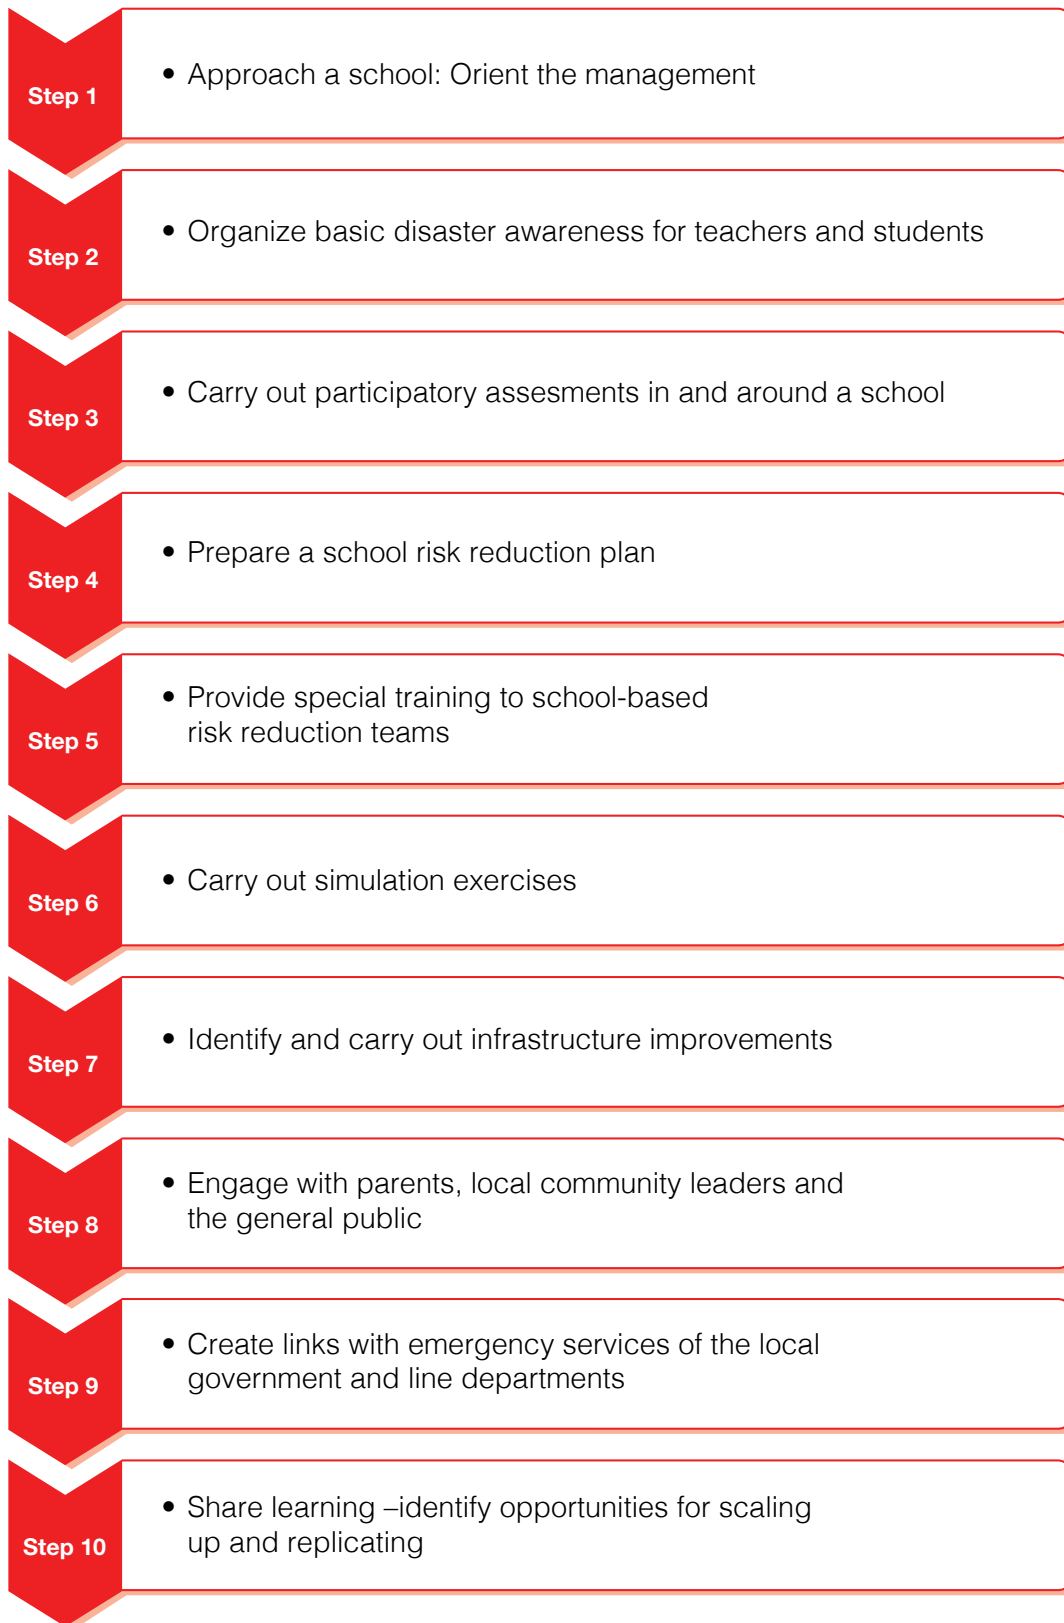 Step 1
• Approach a school: Orient the management
Step 2
• Organize basic disaster awareness for teachers and students
Step 3
• Carry out participatory assesments in and around a school
Step 4
• Prepare a school risk reduction plan
Step 5
• Provide special training to school-based
risk reduction teams
Step 6
• Carry out simulation exercises
Step 7
• Identify and carry out infrastructure improvements
Step 8
• Engage with parents, local community leaders and
the general public
Step 9
• Create links with emergency services of the local
government and line departments
Step 10
• Share learning –identify opportunities for scaling
up and replicating